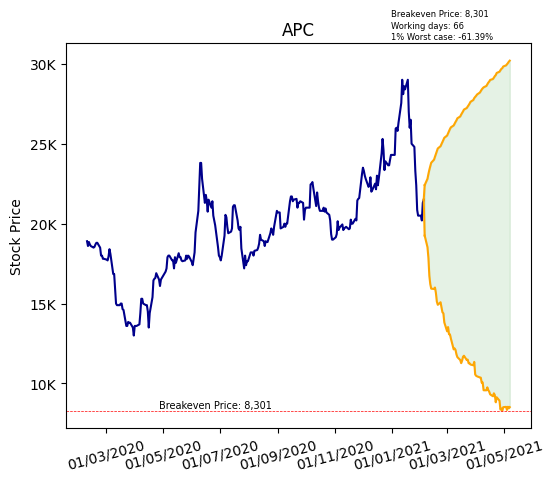 Breakeven Price: 8,301
Working days: 66
1% Worst case: -61.39%
APC
Stock Price
30K
25K
20K
15K
10K
Breakeven Price: 8,301
01/03/2020
01/05/2020
01/07/2020
01/09/2020
01/11/2020
01/01/2021
01/03/2021
01/05/2021